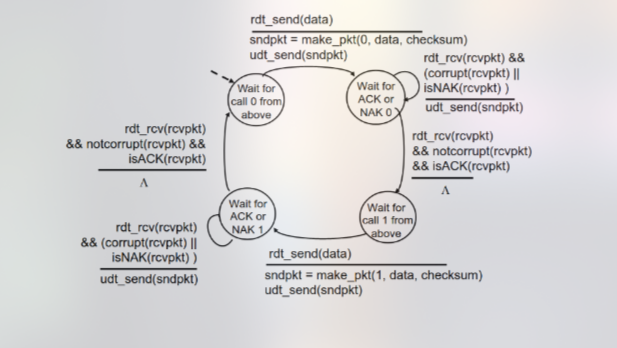 rdt_send(data)
sndpkt = make_pkt(0, data, checksum)
udt_send(sndpkt)
rdt_rcv(rcvpkt) &&
(corrupt(rcvpkt) ||
isNAK(rcvpkt) )
udt_send(sndpkt)
Wait for
call 0 from
above
Wait for
ACK or
NAK 0
rdt_rcv(rcvpkt)
&& notcorrupt(rcvpkt) &&
isACK(rcvpkt)
Λ
rdt_rcv(rcvpkt)
&& notcorrupt(rcvpkt)
&& isACK(rcvpkt)
Λ
Wait for
ACK or
NAK 1
Wait for
call 1 from
above
rdt_rcv(rcvpkt)
&& (corrupt(rcvpkt) ||
isNAK(rcvpkt) )
udt_send(sndpkt)
rdt_send(data)
sndpkt = make_pkt(1, data, checksum)
udt_send(sndpkt)